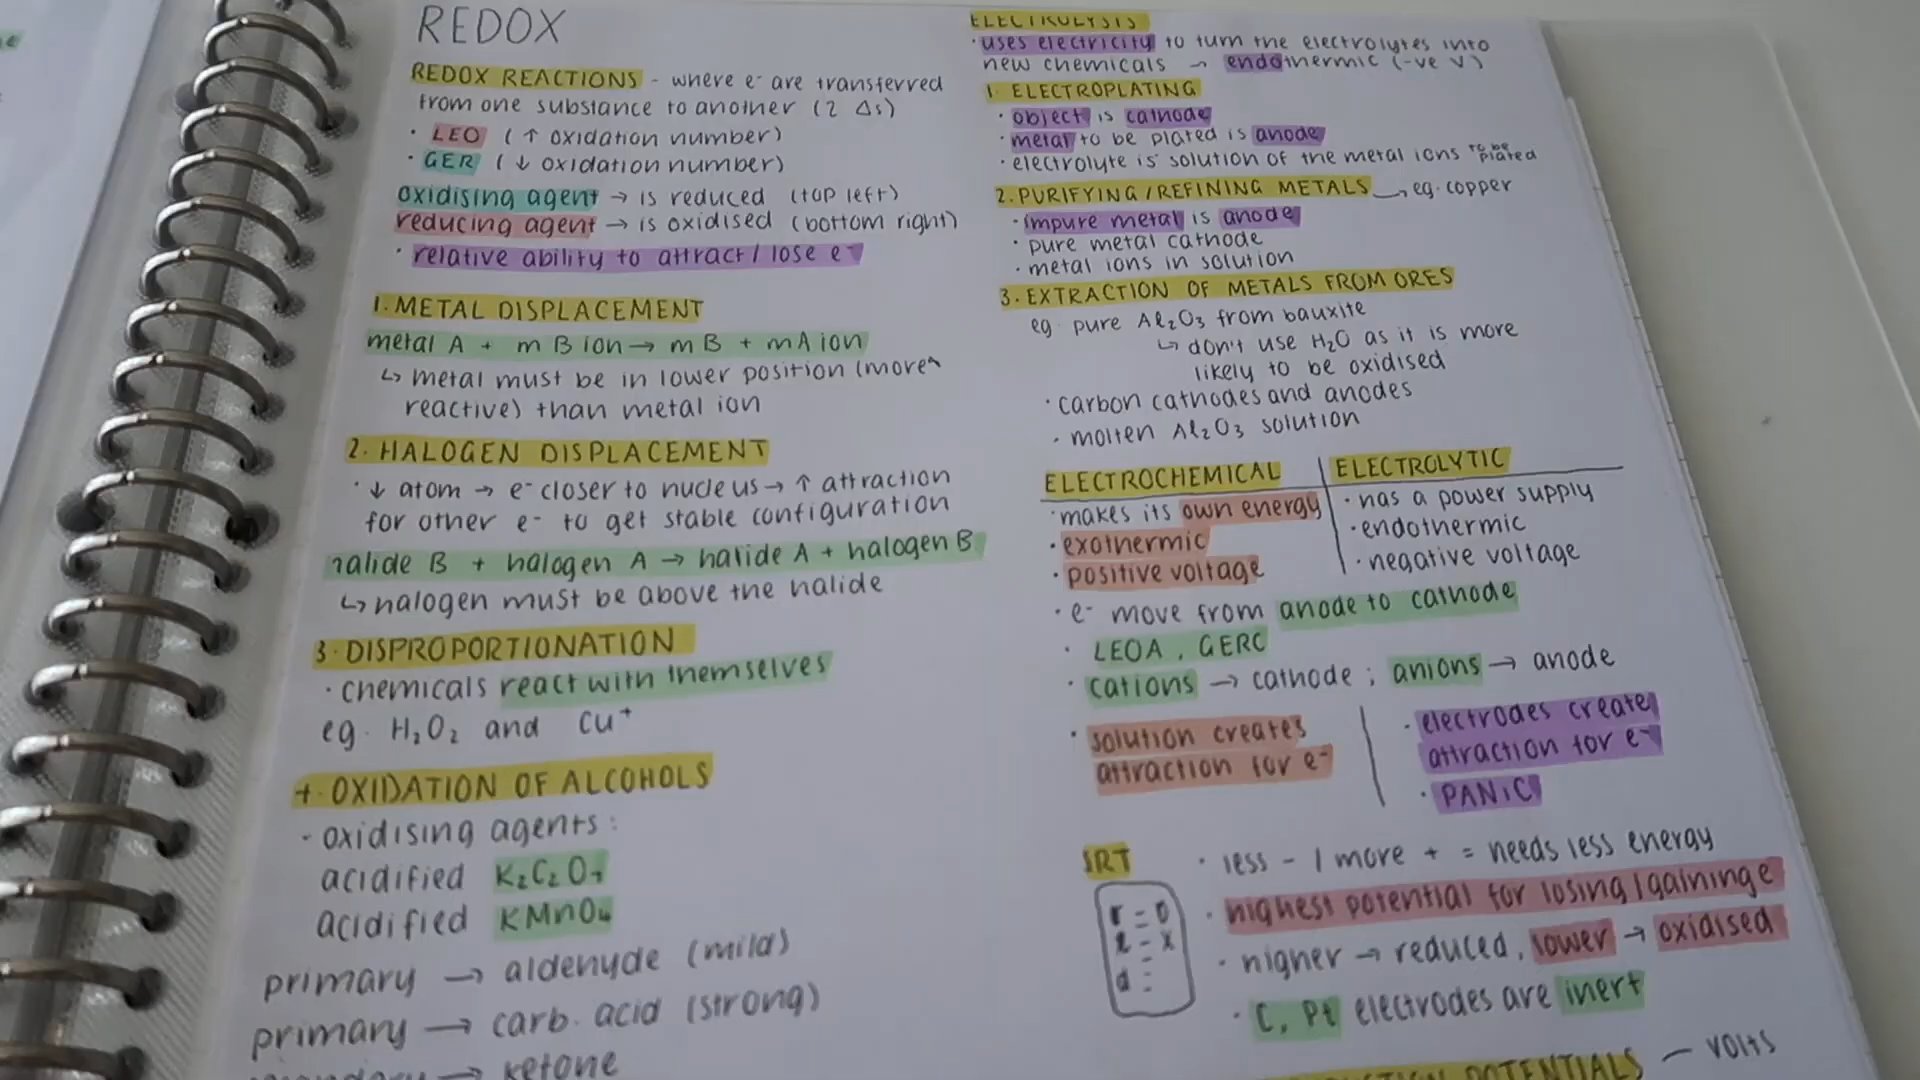 REDOX
REDOX REACTIONS - where e⁻ are transferred
from one substance to another (2 Δs)
· LEO (↑ oxidation number)
· GER (↓ oxidation number)
oxidising agent → is reduced (top left)
reducing agent → is oxidised (bottom right)
· relative ability to attract / lose e⁻
1. METAL DISPLACEMENT
metal A + m B ion → m B + m A ion
↳ metal must be in lower position (more
reactive) than metal ion
2. HALOGEN DISPLACEMENT
· ↓ atom → e⁻ closer to nucleus → ↑ attraction
for other e⁻ to get stable configuration
halide B + halogen A → halide A + halogen B
↳ halogen must be above the halide
3. DISPROPORTIONATION
· chemicals react with themselves
eg. H₂O₂ and Cu⁺
4. OXIDATION OF ALCOHOLS
· oxidising agents:
acidified K₂C₂O₇
acidified KMnO₄
primary → aldehyde (mild)
primary → carb. acid (strong)
→ ketone
ELECTROLYSIS
· uses electricity to turn the electrolytes into
new chemicals → endothermic (-ve V)
1. ELECTROPLATING
· object is cathode
· metal to be plated is anode
· electrolyte is solution of the metal ions to be plated
2. PURIFYING / REFINING METALS → eg. copper
· impure metal is anode
· pure metal cathode
· metal ions in solution
3. EXTRACTION OF METALS FROM ORES
eg. pure Al₂O₃ from bauxite
↳ don't use H₂O as it is more
likely to be oxidised
· carbon cathodes and anodes
· molten Al₂O₃ solution
ELECTROCHEMICAL
· makes its own energy
· exothermic
· positive voltage
ELECTROLYTIC
· has a power supply
· endothermic
· negative voltage
· e⁻ move from anode to cathode
· LEOA, GERC
· cations → cathode ; anions → anode
· solution creates
attraction for e⁻
· electrodes create
attraction for e⁻
· PANIC
SRT
· less - / more + = needs less energy
· highest potential for losing / gaining e
· higher → reduced, lower → oxidised
· C, Pt electrodes are inert
POTENTIALS - volts